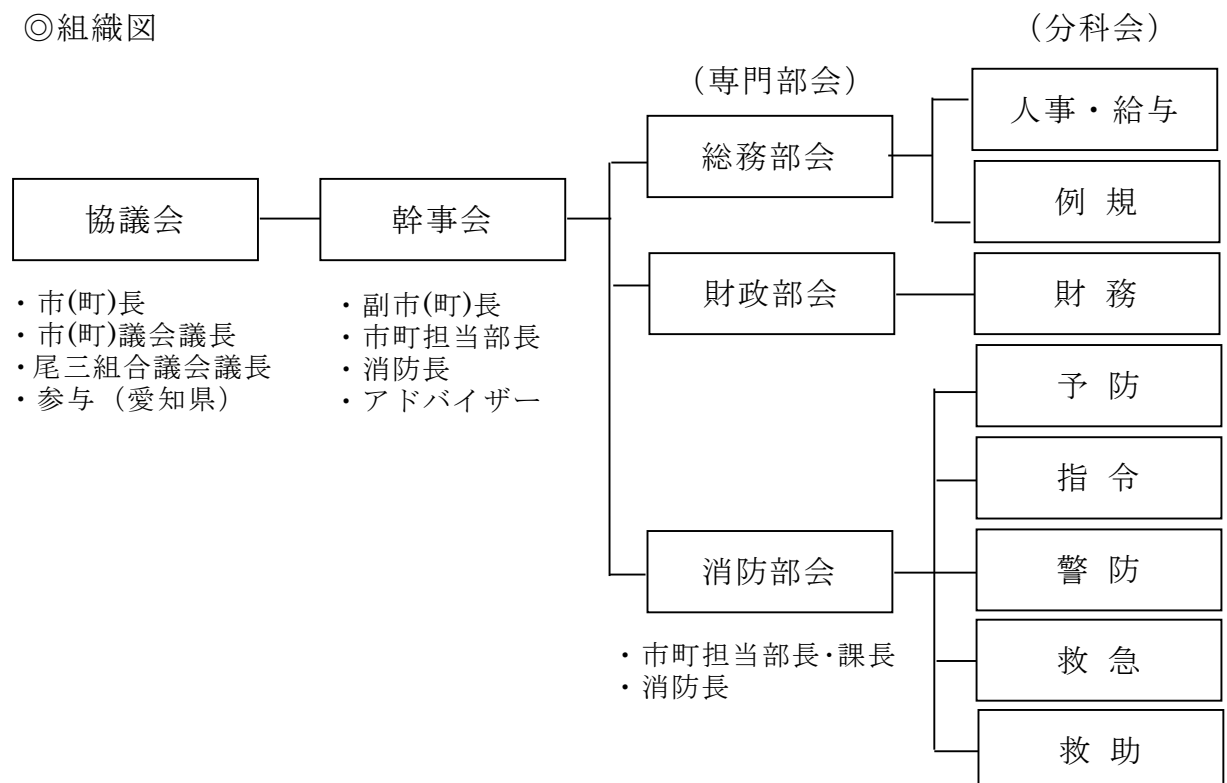 ◎組織図
(分科会)
(専門部会)
人事・給与
総務部会
例 規
協議会
幹事会
財政部会
財 務
・市(町)長
・市(町)議会議長
・尾三組合議会議長
・参与（愛知県）
・副市(町)長
・市町担当部長
・消防長
・アドバイザー
予 防
指 令
消防部会
警 防
・市町担当部長・課長
・消防長
救 急
救 助